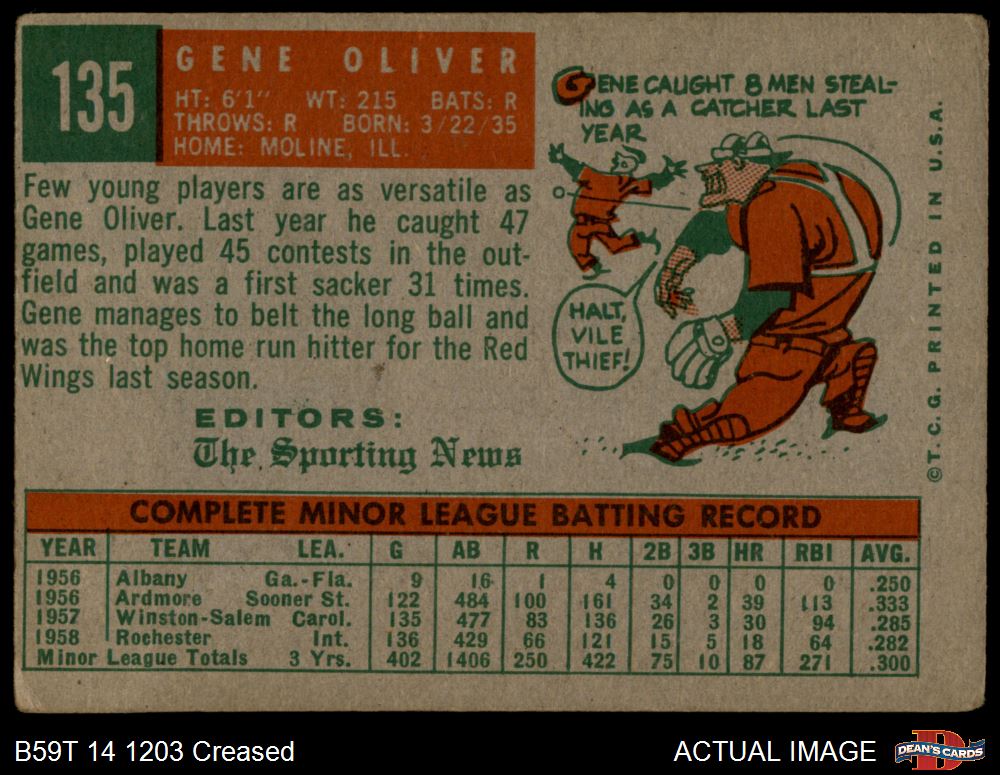 135
GENE OLIVER
HT: 6'1" WT: 215 BATS: R
THROWS: R BORN: 3/22/35
HOME: MOLINE, ILL.
Few young players are as versatile as
Gene Oliver. Last year he caught 47
games, played 45 contests in the out-
field and was a first sacker 31 times.
Gene manages to belt the long ball and
was the top home run hitter for the Red
Wings last season.
EDITORS:
The Sporting News
GENE CAUGHT 8 MEN STEAL-
ING AS A CATCHER LAST
YEAR
HALT,
VILE
THIEF!
©T.C.G. PRINTED IN U.S.A.
COMPLETE MINOR LEAGUE BATTING RECORD
YEAR TEAM LEA. G AB R H 2B 3B HR RBI AVG.
1956 Albany Ga.-Fla. 9 16 1 4 0 0 0 0 .250
1956 Ardmore Sooner St. 122 484 100 161 34 2 39 113 .333
1957 Winston-Salem Carol. 135 477 83 136 26 3 30 94 .285
1958 Rochester Int. 136 429 66 121 15 5 18 64 .282
Minor League Totals 3 Yrs. 402 1406 250 422 75 10 87 271 .300
B59T 14 1203 Creased
ACTUAL IMAGE
DEAN'S CARDS